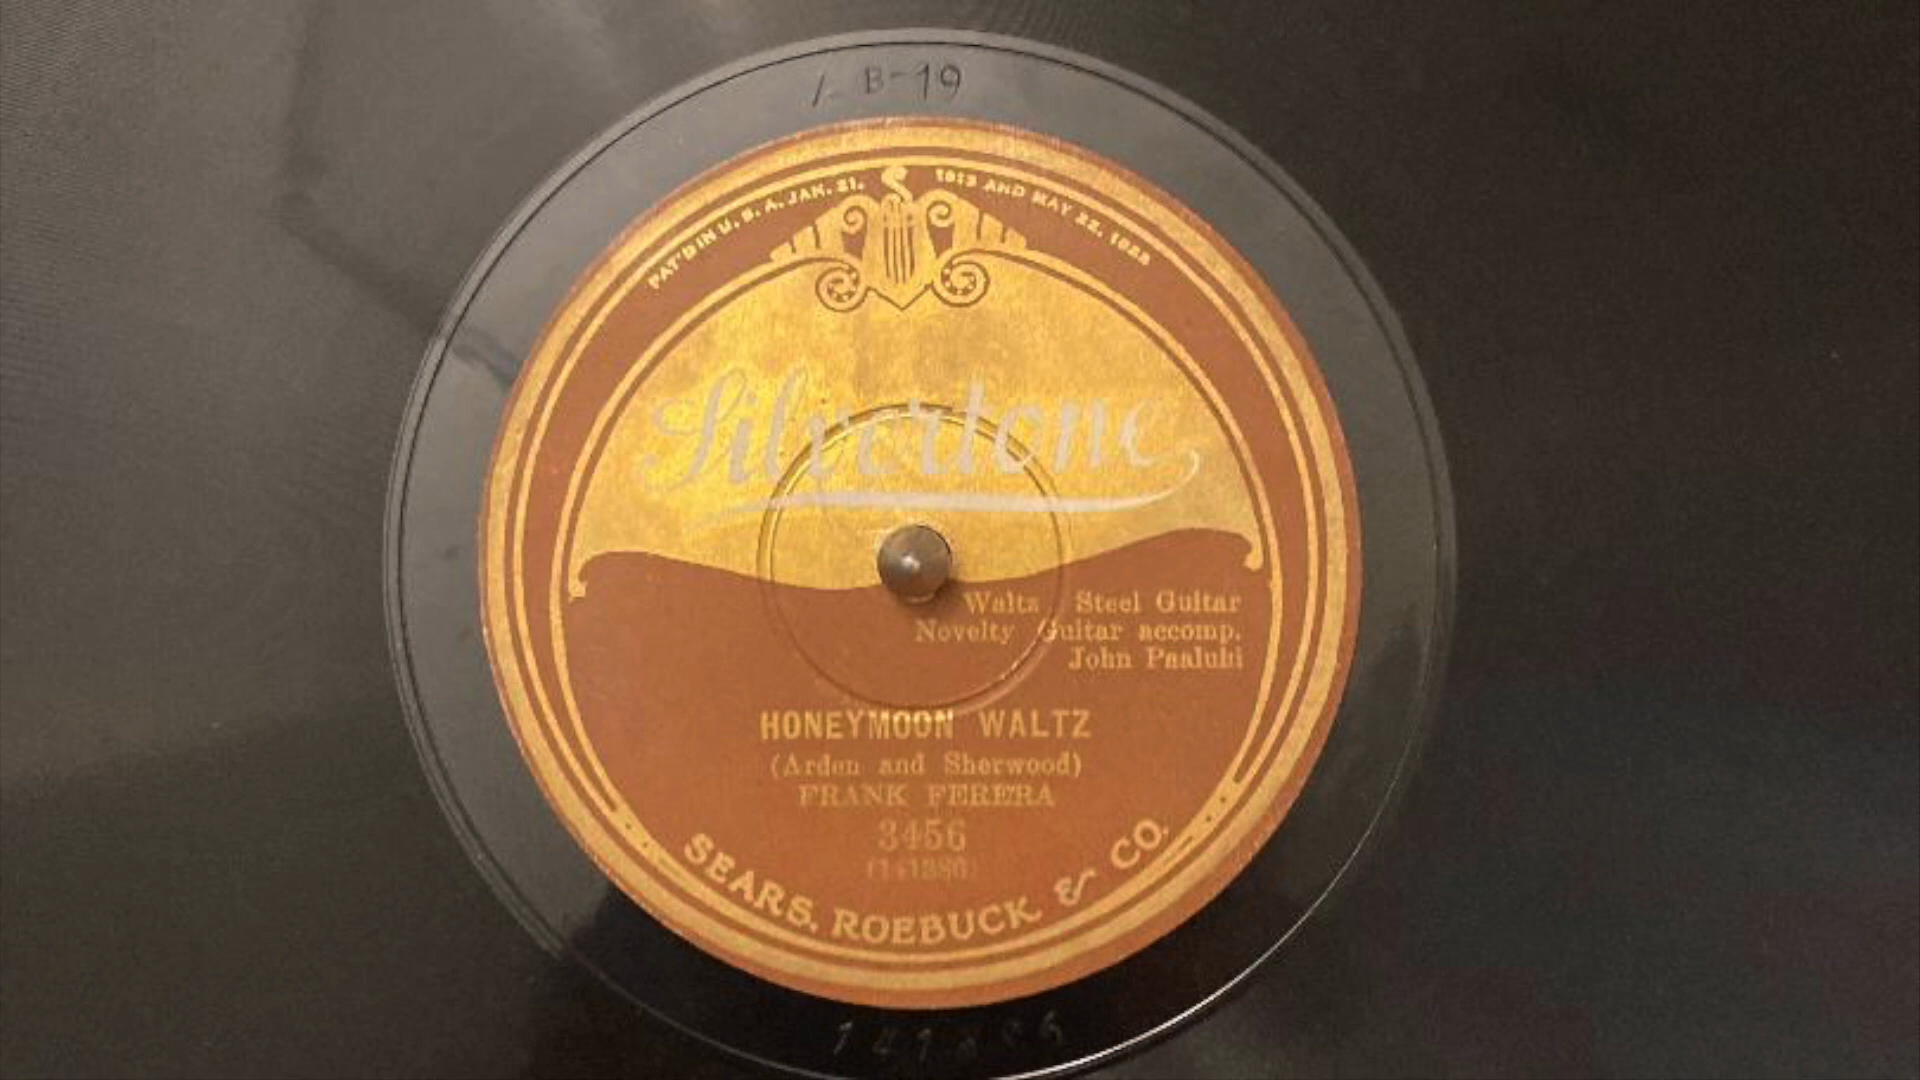 B-19
PAT'D IN U.S.A. JAN. 21, 1913 AND MAY 22, 1923
Silvertone
Waltz Steel Guitar
Novelty Guitar accomp.
John Paaluhi
HONEYMOON WALTZ
(Arden and Sherwood)
FRANK FERERA
3456
SEARS, ROEBUCK & CO.